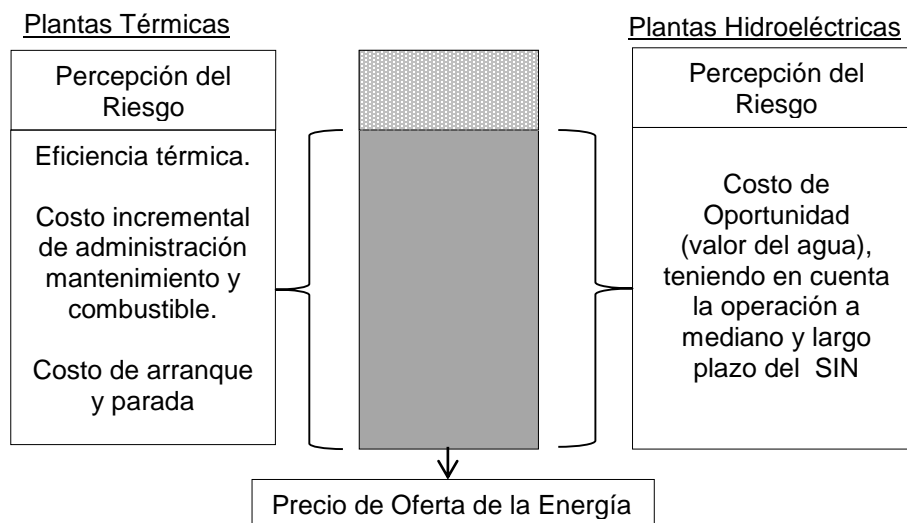 Plantas Térmicas
Percepción del
Riesgo
Eficiencia térmica.
Costo incremental
de administración
mantenimiento y
combustible.
Costo de arranque
y parada
Plantas Hidroeléctricas
Percepción del
Riesgo
Costo de
Oportunidad
(valor del agua),
teniendo en cuenta
la operación a
mediano y largo
plazo del SIN
Precio de Oferta de la Energía